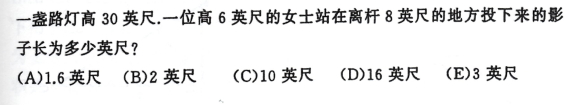 一盏路灯高 30 英尺.一位高 6 英尺的女士站在离杆 8 英尺的地方投下来的影
子长为多少英尺?
(A)1.6 英尺 (B)2 英尺 (C)10 英尺 (D)16 英尺 (E)3 英尺